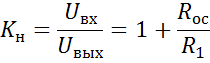 Kн = Uвх / Uвых = 1 + Rос / R1